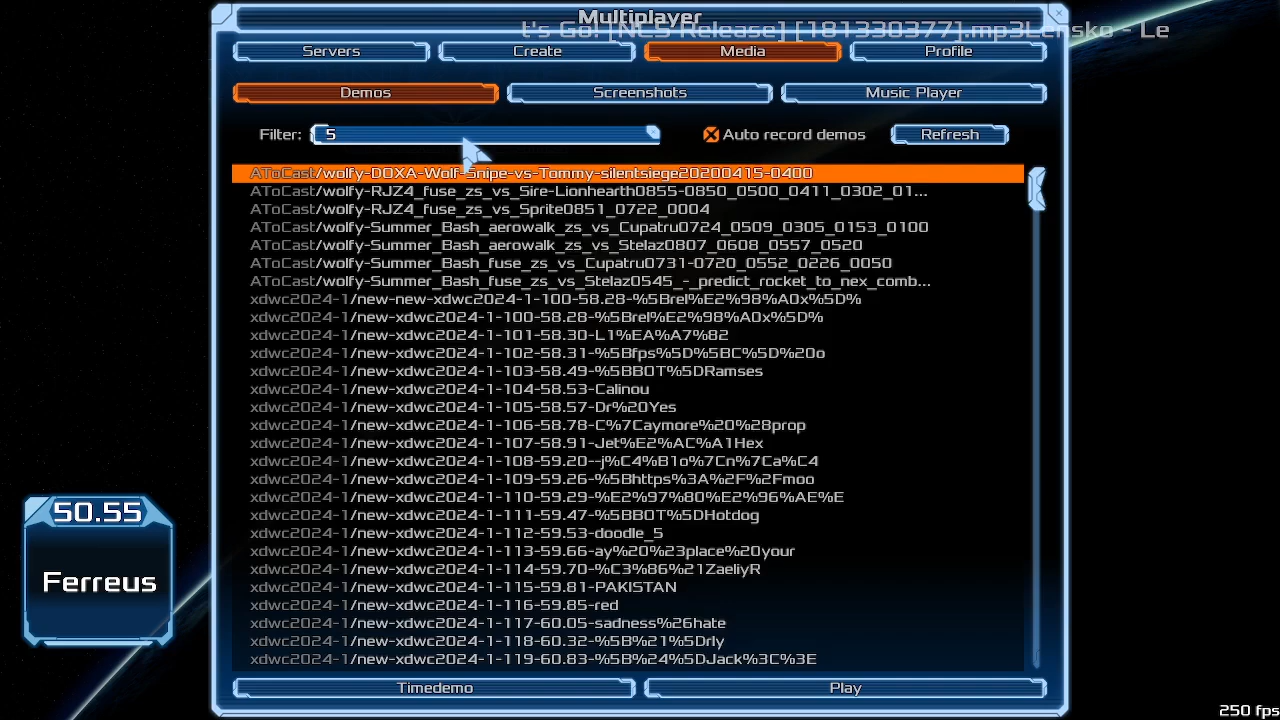 Multiplayer
t's Go! [NCS Release] [181330377].mp3Lensko - Le
Servers
Create
Media
Profile
Demos
Screenshots
Music Player
Filter:
5
Auto record demos
Refresh
AToCast/wolfy-DOXA-Wolf-Snipe-vs-Tommy-silentsiege20200415-0400
AToCast/wolfy-RJZ4_fuse_zs_vs_Sire-Lionhearth0855-0850_0500_0411_0302_01...
AToCast/wolfy-RJZ4_fuse_zs_vs_Sprite0851_0722_0004
AToCast/wolfy-Summer_Bash_aerowalk_zs_vs_Cupatru0724_0509_0305_0153_0100
AToCast/wolfy-Summer_Bash_aerowalk_zs_vs_Stelaz0807_0608_0557_0520
AToCast/wolfy-Summer_Bash_fuse_zs_vs_Cupatru0731-0720_0552_0226_0050
AToCast/wolfy-Summer_Bash_fuse_zs_vs_Stelaz0545_-_predict_rocket_to_nex_comb...
xdwc2024-1/new-new-xdwc2024-1-100-58.28-%5Brel%E2%98%A0x%5D%
xdwc2024-1/new-xdwc2024-1-100-58.28-%5Brel%E2%98%A0x%5D%
xdwc2024-1/new-xdwc2024-1-101-58.30-L1%EA%A7%82
xdwc2024-1/new-xdwc2024-1-102-58.31-%5Bfps%5D%5BC%5D%20o
xdwc2024-1/new-xdwc2024-1-103-58.49-%5BBOT%5DRamses
xdwc2024-1/new-xdwc2024-1-104-58.53-Calinou
xdwc2024-1/new-xdwc2024-1-105-58.57-Dr%20Yes
xdwc2024-1/new-xdwc2024-1-106-58.78-C%7Caymore%20%28prop
xdwc2024-1/new-xdwc2024-1-107-58.91-Jet%E2%AC%A1Hex
xdwc2024-1/new-xdwc2024-1-108-59.20--j%C4%B1o%7Cn%7Ca%C4
xdwc2024-1/new-xdwc2024-1-109-59.26-%5Bhttps%3A%2F%2Fmoo
xdwc2024-1/new-xdwc2024-1-110-59.29-%E2%97%80%E2%96%AE%E
xdwc2024-1/new-xdwc2024-1-111-59.47-%5BBOT%5DHotdog
xdwc2024-1/new-xdwc2024-1-112-59.53-doodle_5
xdwc2024-1/new-xdwc2024-1-113-59.66-ay%20%23place%20your
xdwc2024-1/new-xdwc2024-1-114-59.70-%C3%86%21ZaeliyR
xdwc2024-1/new-xdwc2024-1-115-59.81-PAKISTAN
xdwc2024-1/new-xdwc2024-1-116-59.85-red
xdwc2024-1/new-xdwc2024-1-117-60.05-sadness%26hate
xdwc2024-1/new-xdwc2024-1-118-60.32-%5B%21%5Drly
xdwc2024-1/new-xdwc2024-1-119-60.83-%5B%24%5DJack%3C%3E
50.55
Ferreus
Timedemo
Play
250 fps